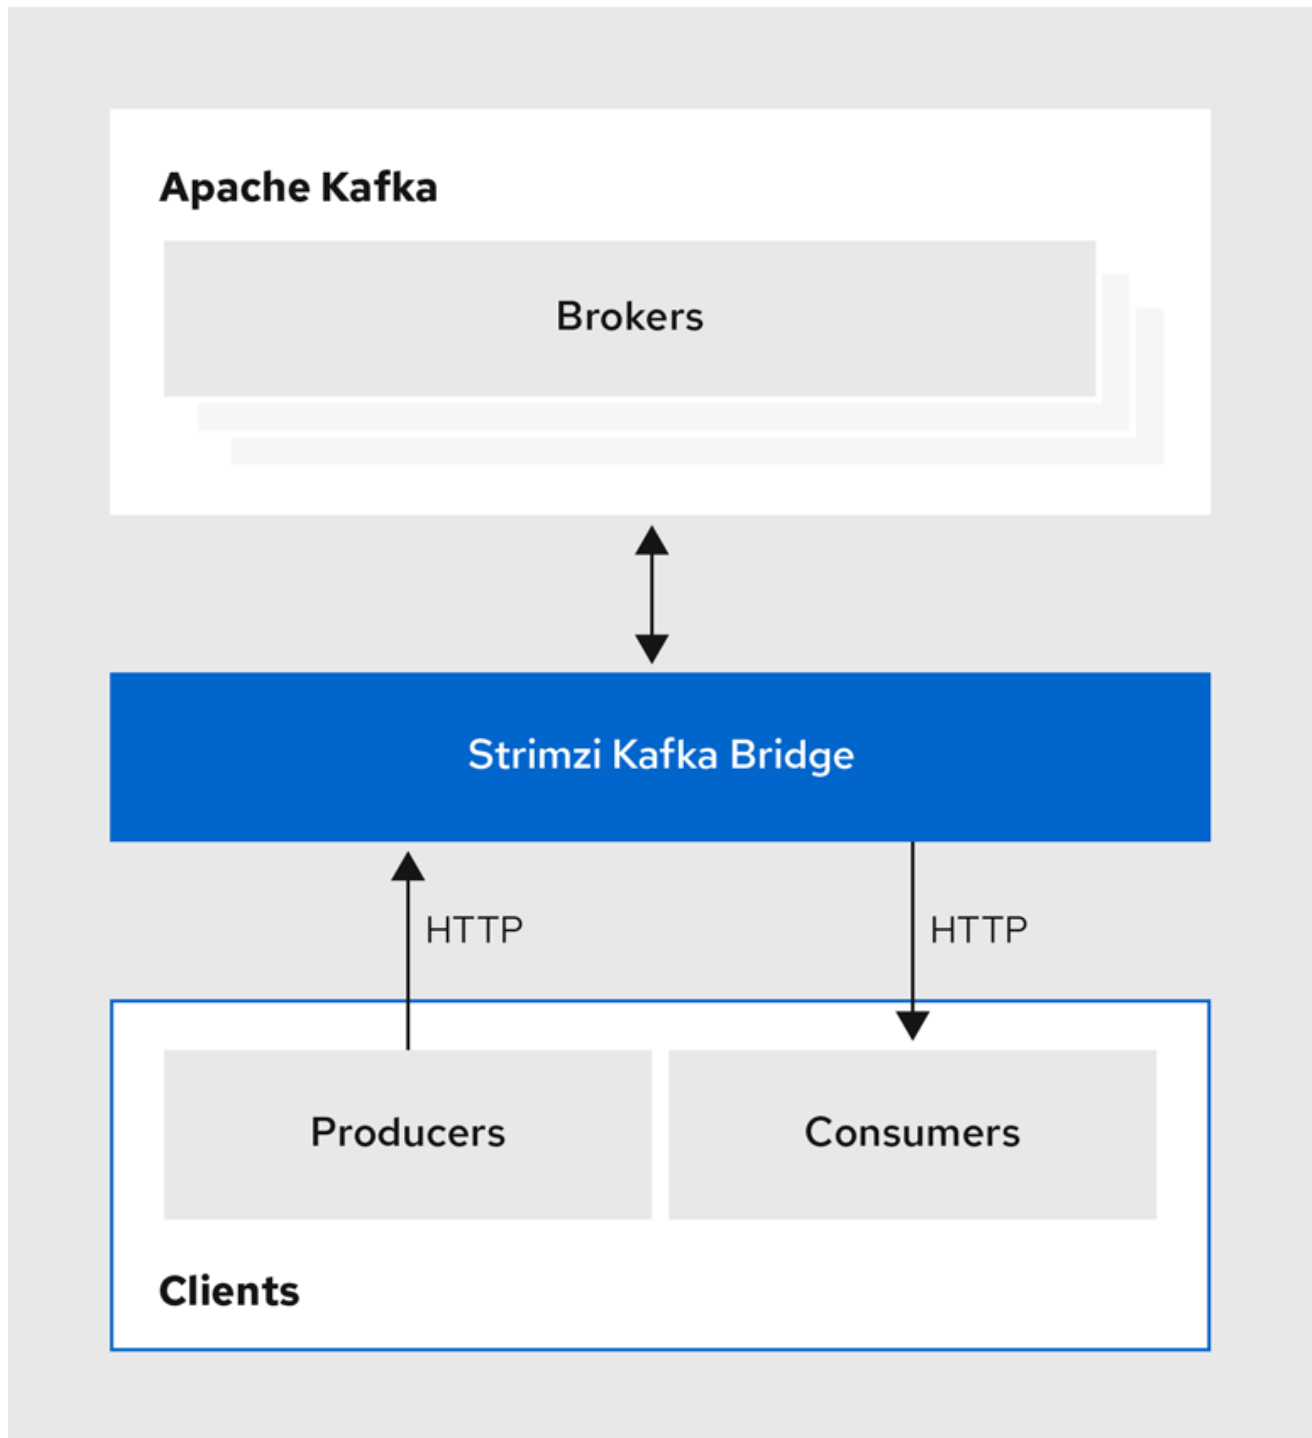 Apache Kafka
Brokers
Strimzi Kafka Bridge
HTTP
HTTP
Producers
Consumers
Clients